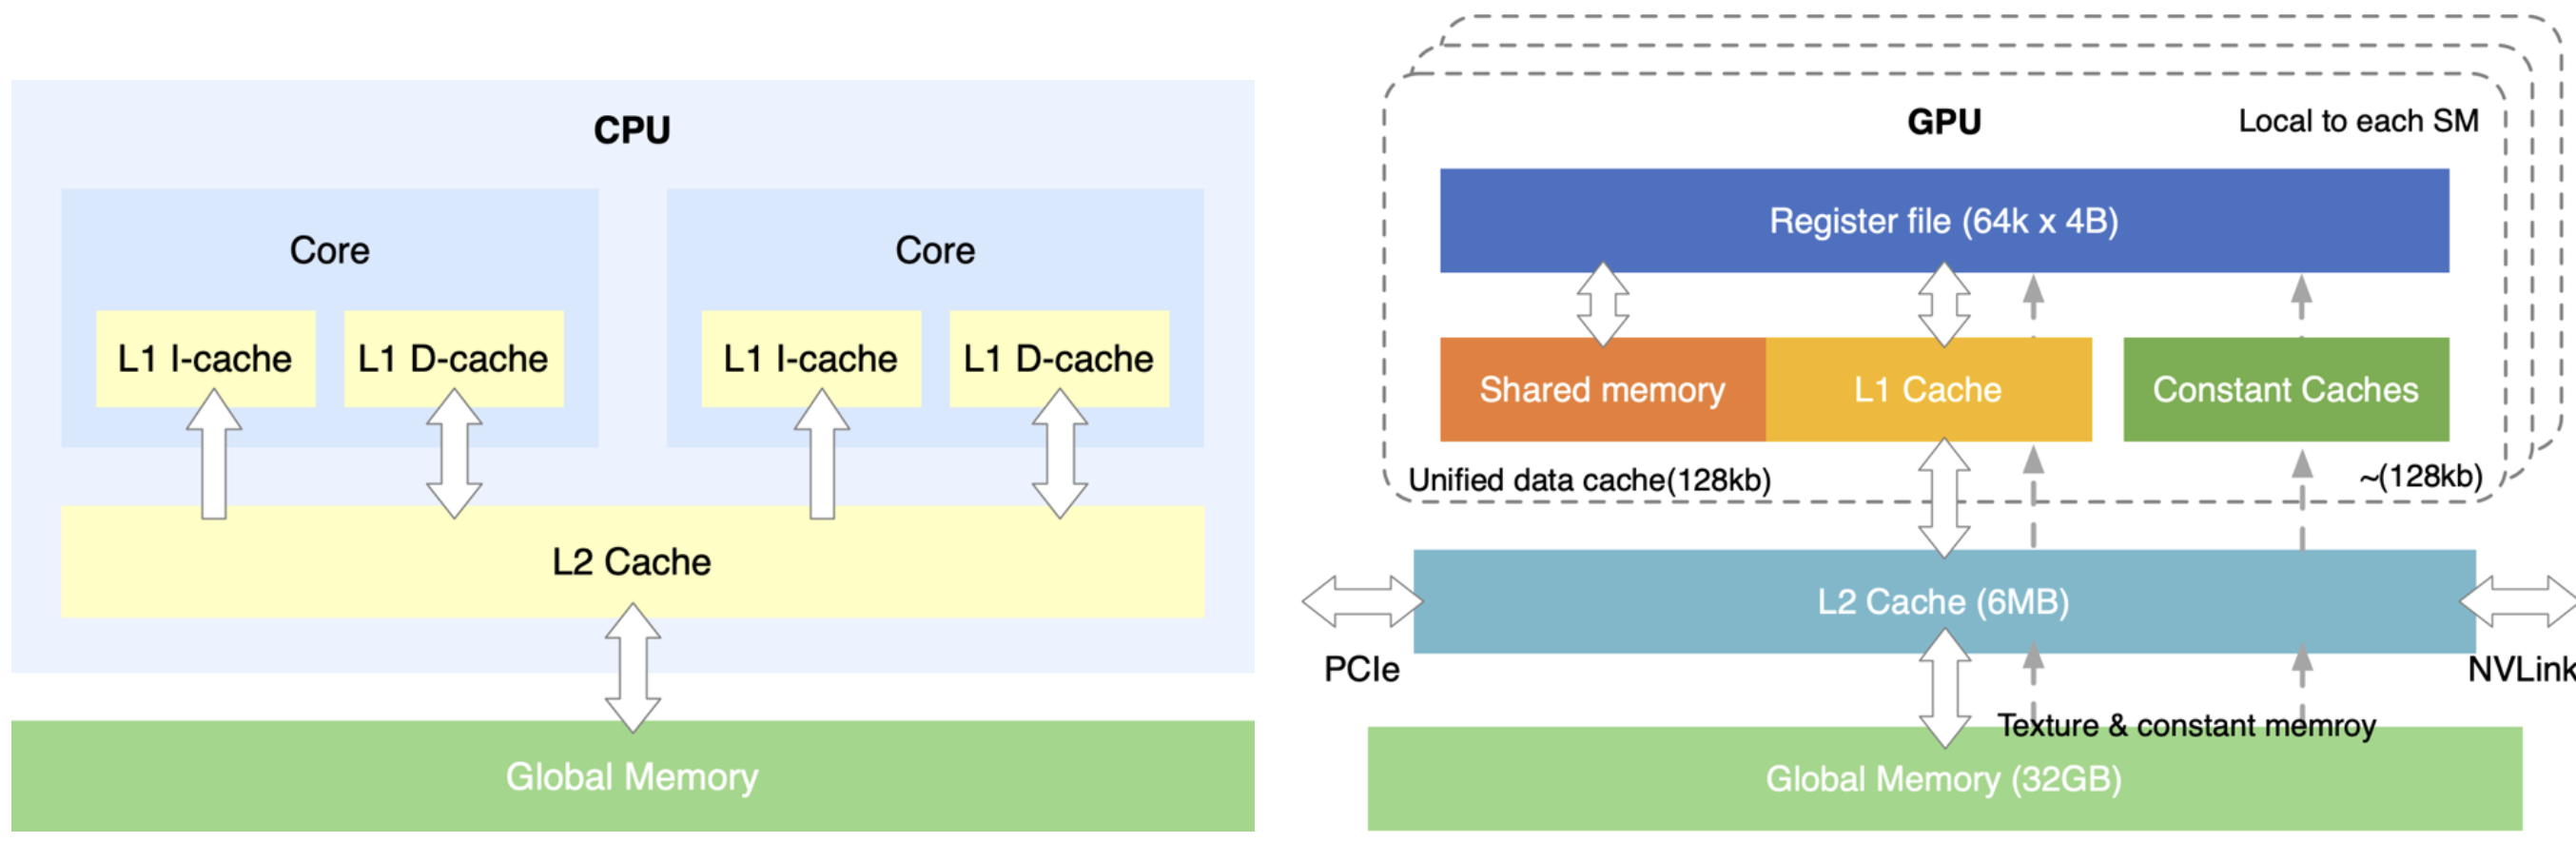 CPU
Core
Core
L1 I-cache
L1 D-cache
L1 I-cache
L1 D-cache
L2 Cache
Global Memory
GPU
Local to each SM
Register file (64k x 4B)
Shared memory
L1 Cache
Constant Caches
Unified data cache(128kb)
~(128kb)
L2 Cache (6MB)
PCIe
NVLink
Texture & constant memroy
Global Memory (32GB)